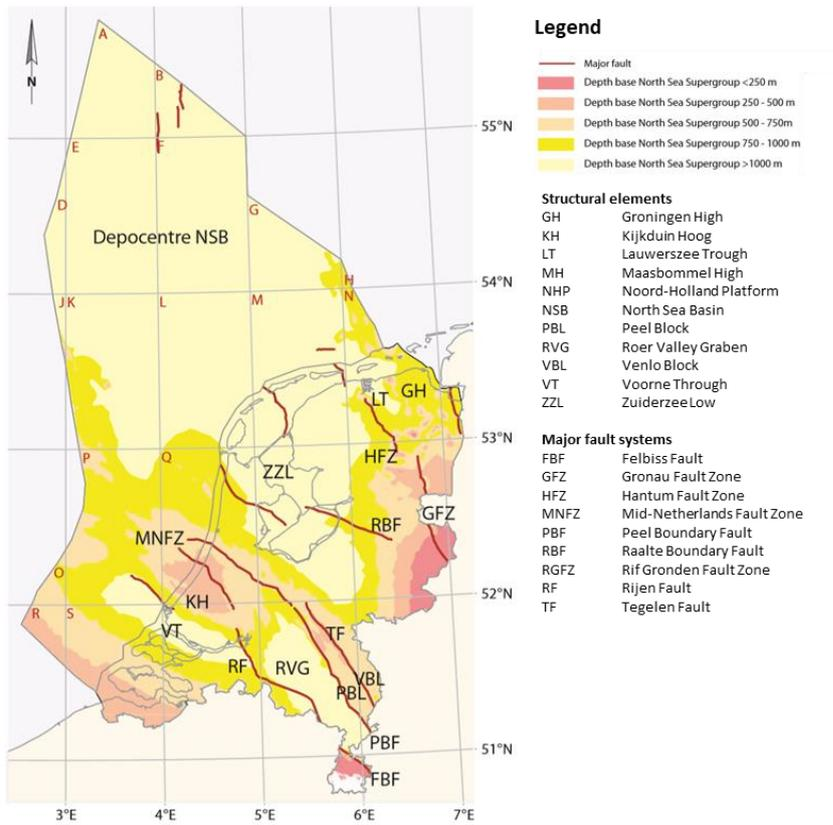 Legend
Major fault
Depth base North Sea Supergroup <250 m
Depth base North Sea Supergroup 250 - 500 m
Depth base North Sea Supergroup 500 - 750m
Depth base North Sea Supergroup 750 - 1000 m
Depth base North Sea Supergroup >1000 m
Structural elements
GH Groningen High
KH Kijkduin Hoog
LT Lauwerszee Trough
MH Maasbommel High
NHP Noord-Holland Platform
NSB North Sea Basin
PBL Peel Block
RVG Roer Valley Graben
VBL Venlo Block
VT Voorne Through
ZZL Zuiderzee Low
Major fault systems
FBF Felbiss Fault
GFZ Gronau Fault Zone
HFZ Hantum Fault Zone
MNFZ Mid-Netherlands Fault Zone
PBF Peel Boundary Fault
RBF Raalte Boundary Fault
RGFZ Rif Gronden Fault Zone
RF Rijen Fault
TF Tegelen Fault
N
A
B
55°N
E F
D G
Depocentre NSB
54°N
H
J K L M N
LT GH
53°N
P Q HFZ
ZZL
GFZ
RBF
MNFZ
O
52°N
KH
R S
VT TF
RF RVG
VBL
PBL
PBF
51°N
FBF
3°E 4°E 5°E 6°E 7°E